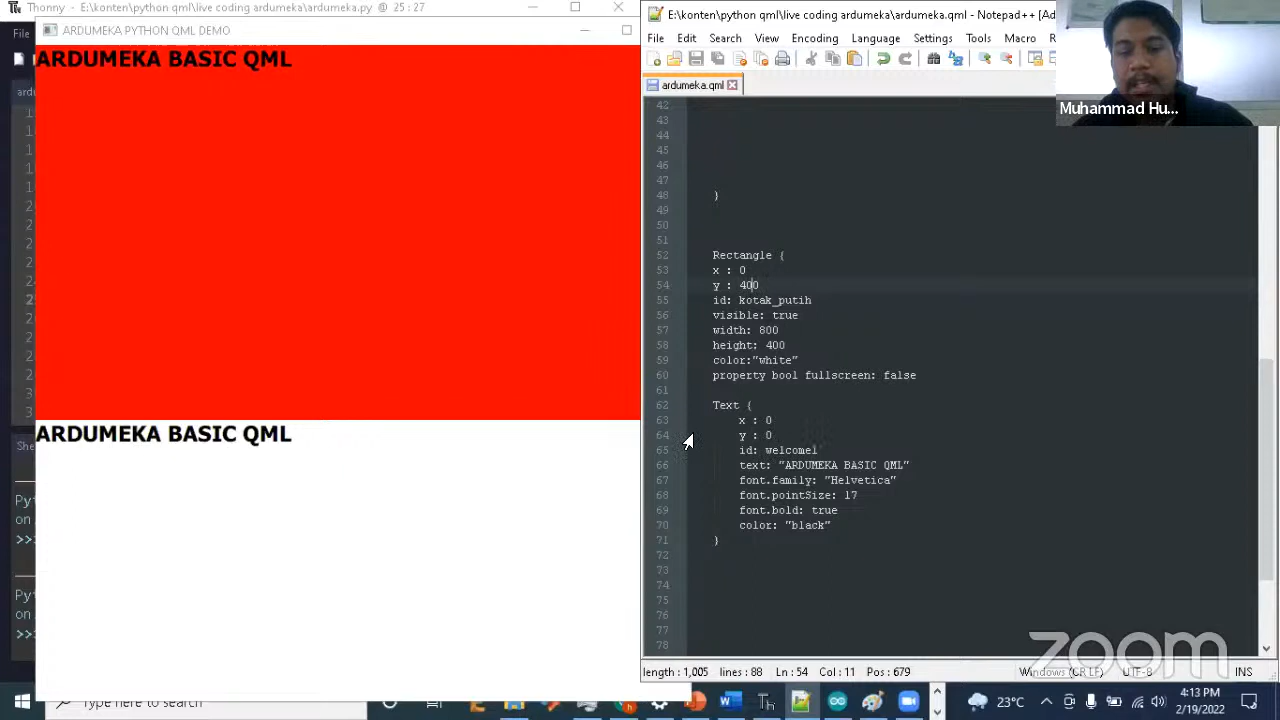 Thonny - E:\konten\python qml\live coding ardumeka\ardumeka.py @ 25 : 27
ARDUMEKA PYTHON QML DEMO
ARDUMEKA BASIC QML
ARDUMEKA BASIC QML
Type here to search
E:\konten\python qml\live coding ardumeka\ardumeka.qml - Notepad++ [Ad
File Edit Search View Encoding Language Settings Tools Macro
ardumeka.qml
42
43
44
45
46
47
48 }
49
50
51
52 Rectangle {
53 x : 0
54 y : 400
55 id: kotak_putih
56 visible: true
57 width: 800
58 height: 400
59 color:"white"
60 property bool fullscreen: false
61
62 Text {
63 x : 0
64 y : 0
65 id: welcome1
66 text: "ARDUMEKA BASIC QML"
67 font.family: "Helvetica"
68 font.pointSize: 17
69 font.bold: true
70 color: "black"
71 }
72
73
74
75
76
77
78
length : 1,005 lines : 88 Ln : 54 Col : 11 Pos : 679 Windows (CR LF) UTF-8 INS
Muhammad Hu...
zoom
23°C
4:13 PM
2/19/2022